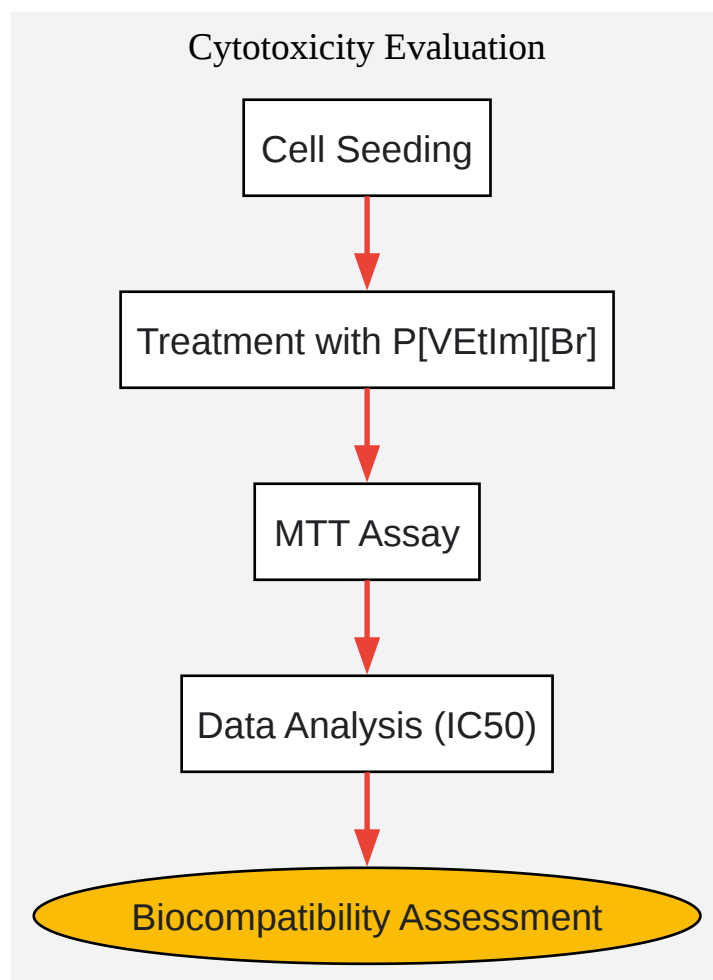 Cytotoxicity Evaluation
Cell Seeding
Treatment with P[VEtIm][Br]
MTT Assay
Data Analysis (IC50)
Biocompatibility Assessment